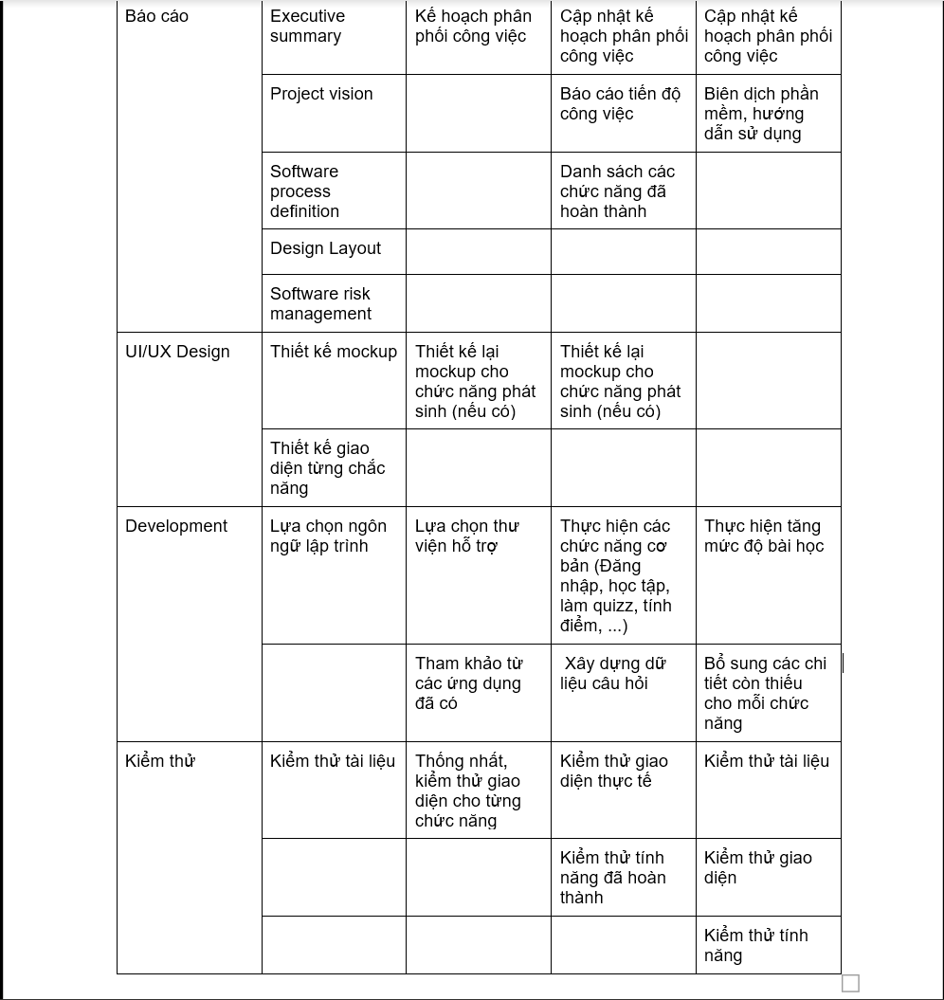 Báo cáo
Executive
summary
Kế hoạch phân
phối công việc
Cập nhật kế
hoạch phân phối
công việc
Cập nhật kế
hoạch phân phối
công việc
Project vision
Báo cáo tiến độ
công việc
Biên dịch phần
mềm, hướng
dẫn sử dụng
Software
process
definition
Danh sách các
chức năng đã
hoàn thành
Design Layout
Software risk
management
UI/UX Design
Thiết kế mockup
Thiết kế lại
mockup cho
chức năng phát
sinh (nếu có)
Thiết kế lại
mockup cho
chức năng phát
sinh (nếu có)
Thiết kế giao
diện từng chắc
năng
Development
Lựa chọn ngôn
ngữ lập trình
Lựa chọn thư
viện hỗ trợ
Thực hiện các
chức năng cơ
bản (Đăng
nhập, học tập,
làm quizz, tính
điểm, ...)
Thực hiện tăng
mức độ bài học
Tham khảo từ
các ứng dụng
đã có
Xây dựng dữ
liệu câu hỏi
Bổ sung các chi
tiết còn thiếu
cho mỗi chức
năng
Kiểm thử
Kiểm thử tài liệu
Thống nhất,
kiểm thử giao
diện cho từng
chức năng
Kiểm thử giao
diện thực tế
Kiểm thử tài liệu
Kiểm thử tính
năng đã hoàn
thành
Kiểm thử giao
diện
Kiểm thử tính
năng